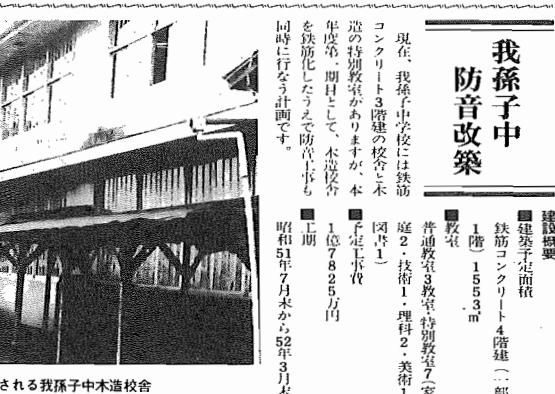 我孫子中
防音改築
現在、我孫子中学校には鉄筋
コンクリート3階建の校舎と木
造の特別教室がありますが、本
年度第一期目として、木造校舎
を鉄筋化したうえで防音工事も
同時に行なう計画です。
建設概要
■建築予定面積
鉄筋コンクリート4階建(一部
1階)1553㎡
■教室
普通教室3教室・特別教室7(家
庭2・技術1・理科2・美術1
図書1)
■予定工事費
1億7825万円
■工期
昭和51年7月末から52年3月末
される我孫子中木造校舎